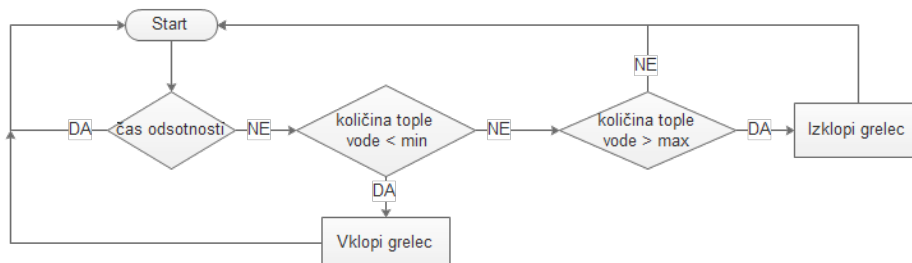 Start
DA
čas odsotnosti
NE
količina tople
vode < min
NE
količina tople
vode > max
NE
DA
Izklopi grelec
DA
Vklopi grelec